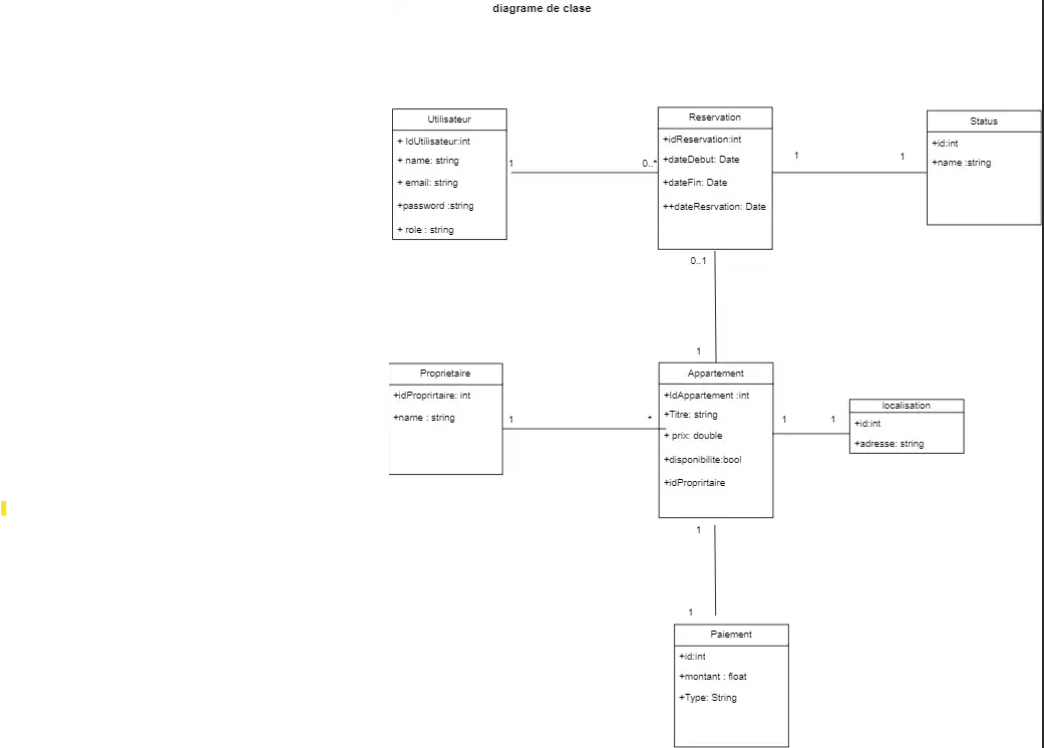 diagrame de clase
Utilisateur
+ IdUtilisateur:int
+ name: string
+ email: string
+password :string
+ role : string
1
0..*
Reservation
+idReservation:int
+dateDebut: Date
+dateFin: Date
++dateResrvation: Date
1
1
Status
+id:int
+name :string
0..1
1
Proprietaire
+idProprirtaire: int
+name : string
1
*
Appartement
+IdAppartement :int
+Titre: string
+ prix: double
+disponibilite:bool
+idProprirtaire
1
1
localisation
+id:int
+adresse: string
1
1
Paiement
+id:int
+montant : float
+Type: String